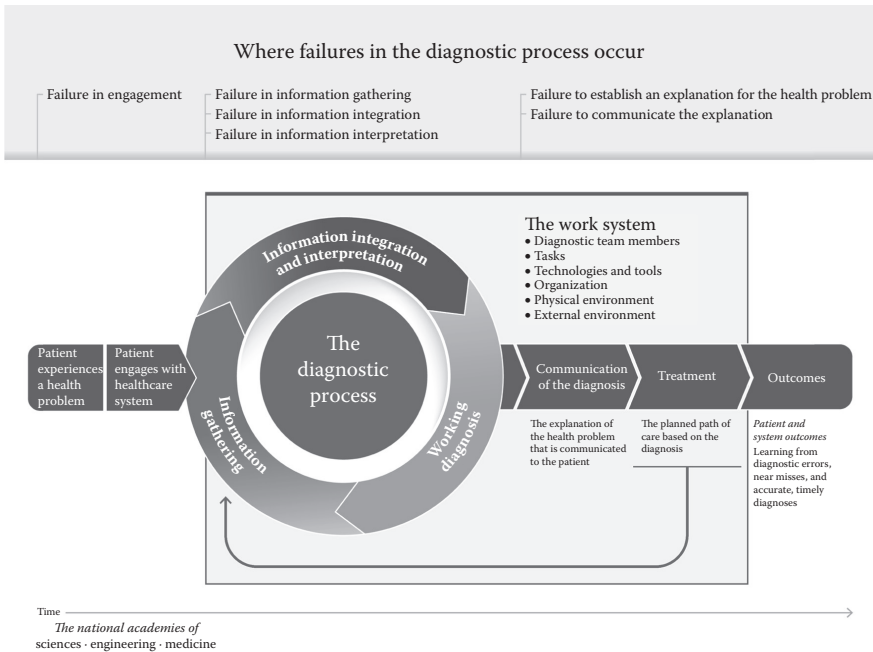 Where failures in the diagnostic process occur
Failure in engagement
Failure in information gathering
Failure in information integration
Failure in information interpretation
Failure to establish an explanation for the health problem
Failure to communicate the explanation
The work system
• Diagnostic team members
• Tasks
• Technologies and tools
• Organization
• Physical environment
• External environment
Information integration
and interpretation
The
diagnostic
process
Information
gathering
Working
diagnosis
Patient
experiences
a health
problem
Patient
engages with
healthcare
system
Communication
of the diagnosis
Treatment
Outcomes
The explanation of
the health problem
that is communicated
to the patient
The planned path of
care based on the
diagnosis
Patient and
system outcomes
Learning from
diagnostic errors,
near misses, and
accurate, timely
diagnoses
Time
The national academies of
sciences · engineering · medicine